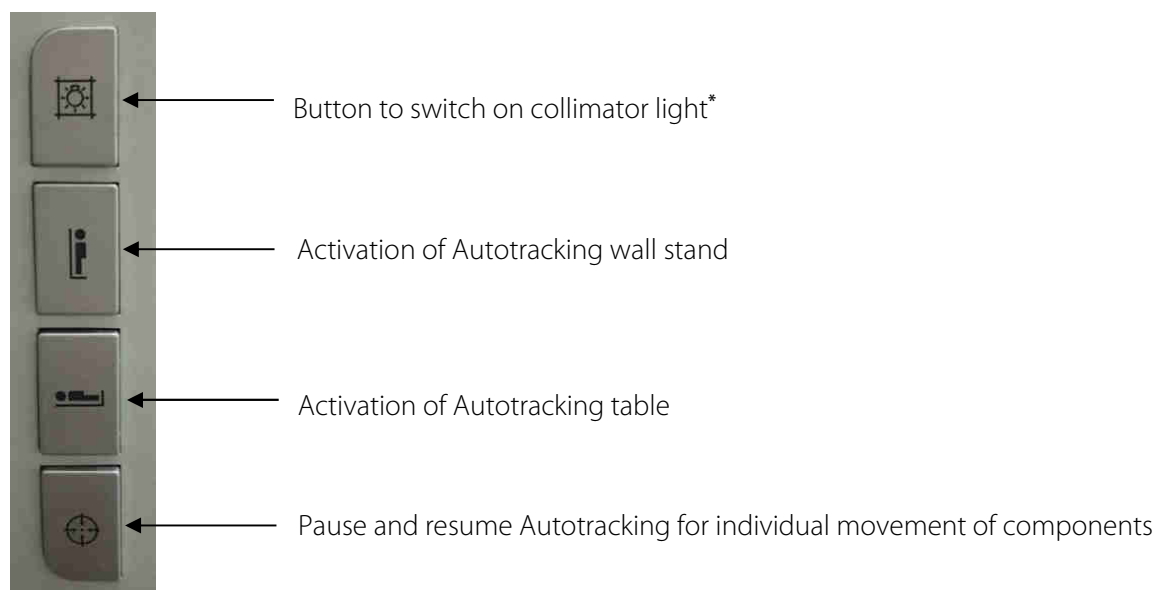 Button to switch on collimator light*
Activation of Autotracking wall stand
Activation of Autotracking table
Pause and resume Autotracking for individual movement of components